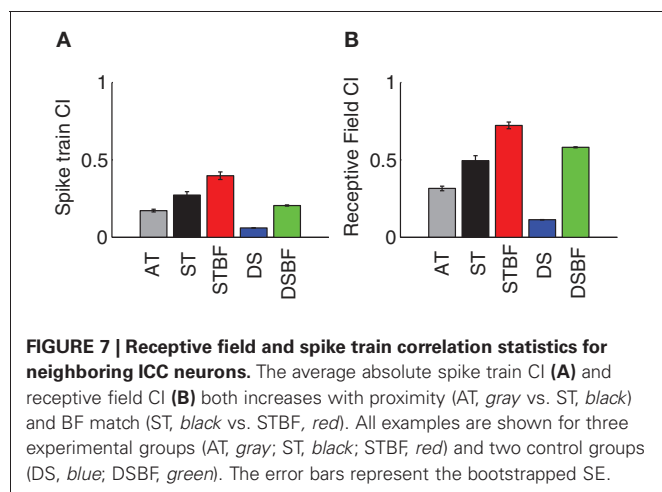 A
B
1
0.5
0
Spike train CI
AT
ST
STBF
DS
DSBF
1
0.5
0
Receptive Field CI
AT
ST
STBF
DS
DSBF
FIGURE 7 | Receptive field and spike train correlation statistics for
neighboring ICC neurons. The average absolute spike train CI (A) and
receptive field CI (B) both increases with proximity (AT, gray vs. ST, black)
and BF match (ST, black vs. STBF, red). All examples are shown for three
experimental groups (AT, gray; ST, black; STBF, red) and two control groups
(DS, blue; DSBF, green). The error bars represent the bootstrapped SE.